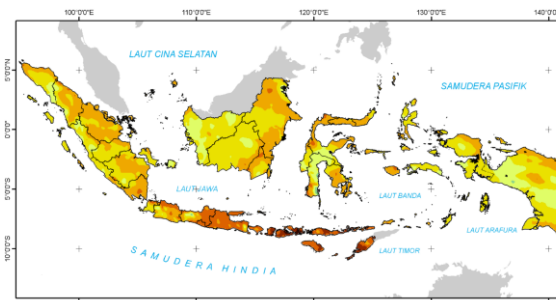 100°0'0"E 110°0'0"E 120°0'0"E 130°0'0"E 140°0'0"
LAUT CINA SELATAN
SAMUDERA PASIFIK
5°0'0"N
0°0'0"
5°0'0"S
10°0'0"S
LAUT JAWA
LAUT BANDA
LAUT ARAFURA
LAUT TIMOR
SAMUDERA HINDIA